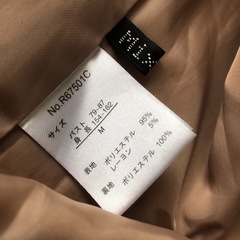 No.R67501C
サイズ
バスト 79-87
身長 154-162
M
表地 ポリエステル 95%
レーヨン 5%
裏地 ポリエステル 100%